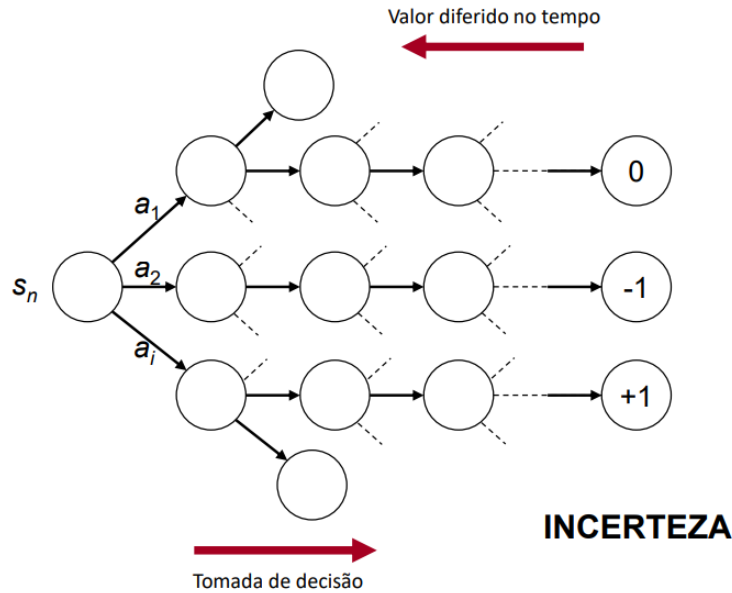 Valor diferido no tempo
a1
0
sn
a2
-1
ai
+1
INCERTEZA
Tomada de decisão